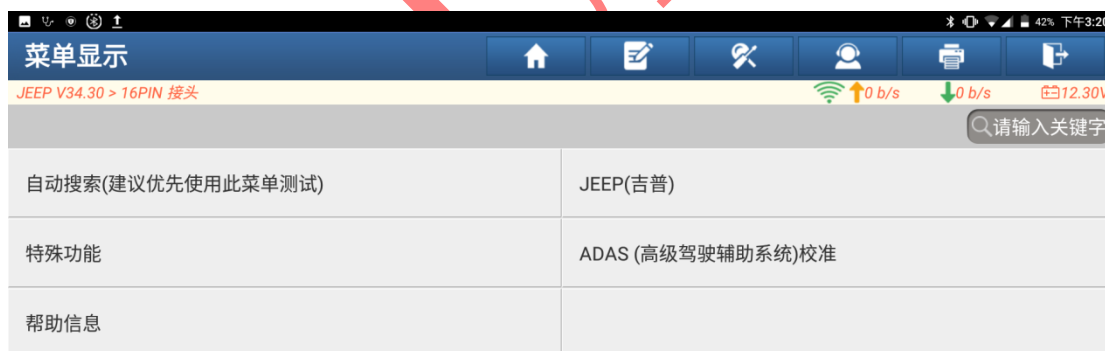 42% 下午3:20
菜单显示
JEEP V34.30 > 16PIN 接头
0 b/s
0 b/s
12.30V
请输入关键字
自动搜索(建议优先使用此菜单测试)
JEEP(吉普)
特殊功能
ADAS (高级驾驶辅助系统)校准
帮助信息